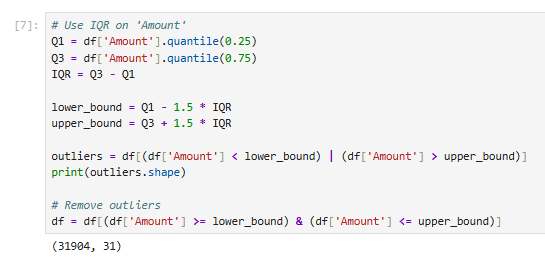 [7]: # Use IQR on 'Amount'
Q1 = df['Amount'].quantile(0.25)
Q3 = df['Amount'].quantile(0.75)
IQR = Q3 - Q1
lower_bound = Q1 - 1.5 * IQR
upper_bound = Q3 + 1.5 * IQR
outliers = df[(df['Amount'] < lower_bound) | (df['Amount'] > upper_bound)]
print(outliers.shape)
# Remove outliers
df = df[(df['Amount'] >= lower_bound) & (df['Amount'] <= upper_bound)]
(31904, 31)